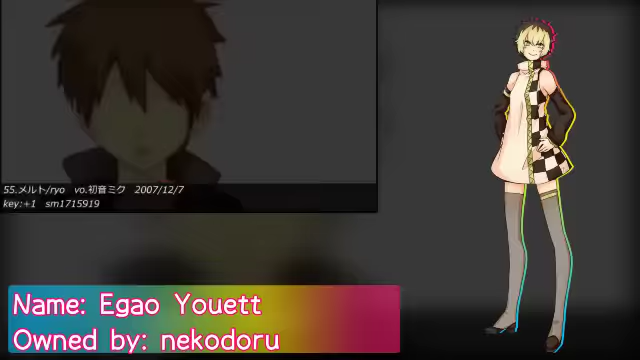 55.メルト/ryo vo.初音ミク 2007/12/7
key:+1 sm1715919
Name: Egao Youett
Owned by: nekodoru